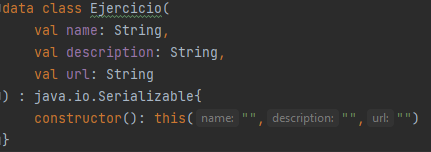 data class Ejercicio(
val name: String,
val description: String,
val url: String
) : java.io.Serializable{
constructor(): this( name: "", description: "", url: "")
}